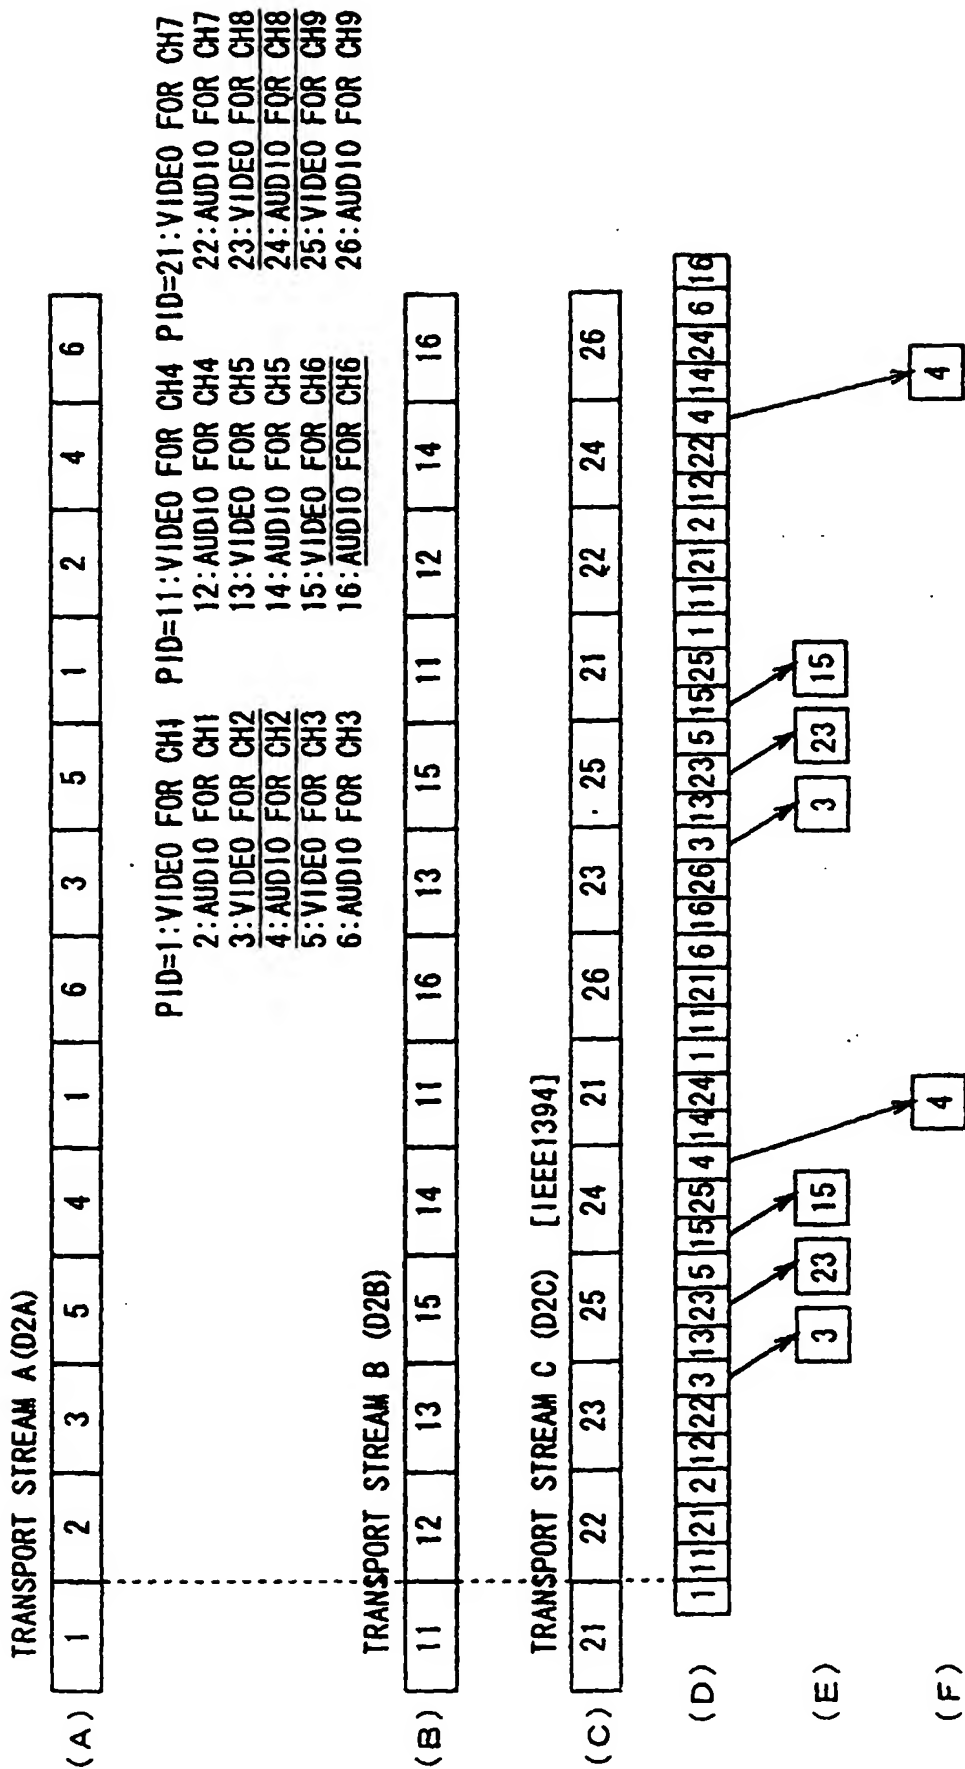 TRANSPORT STREAM A(D2A)
(A) 1 2 3 5 4 1 6 3 5 1 2 4 6
PID=1:VIDEO FOR CH1 PID=11:VIDEO FOR CH4 PID=21:VIDEO FOR CH7
2:AUDIO FOR CH1 12:AUDIO FOR CH4 22:AUDIO FOR CH7
3:VIDEO FOR CH2 13:VIDEO FOR CH5 23:VIDEO FOR CH8
4:AUDIO FOR CH2 14:AUDIO FOR CH5 24:AUDIO FOR CH8
5:VIDEO FOR CH3 15:VIDEO FOR CH6 25:VIDEO FOR CH9
6:AUDIO FOR CH3 16:AUDIO FOR CH6 26:AUDIO FOR CH9
TRANSPORT STREAM B (D2B)
(B) 11 12 13 15 14 11 16 13 15 11 12 14 16
TRANSPORT STREAM C (D2C) [IEEE1394]
(C) 21 22 23 25 24 21 26 23 25 21 22 24 26
(D) 1 11 21 2 12 22 3 13 23 5 15 25 4 14 24 1 11 21 6 16 26 3 13 23 5 15 25 1 11 21 2 12 22 4 14 24 6 16
(E) 3 23 15 3 23 15
(F) 4 4